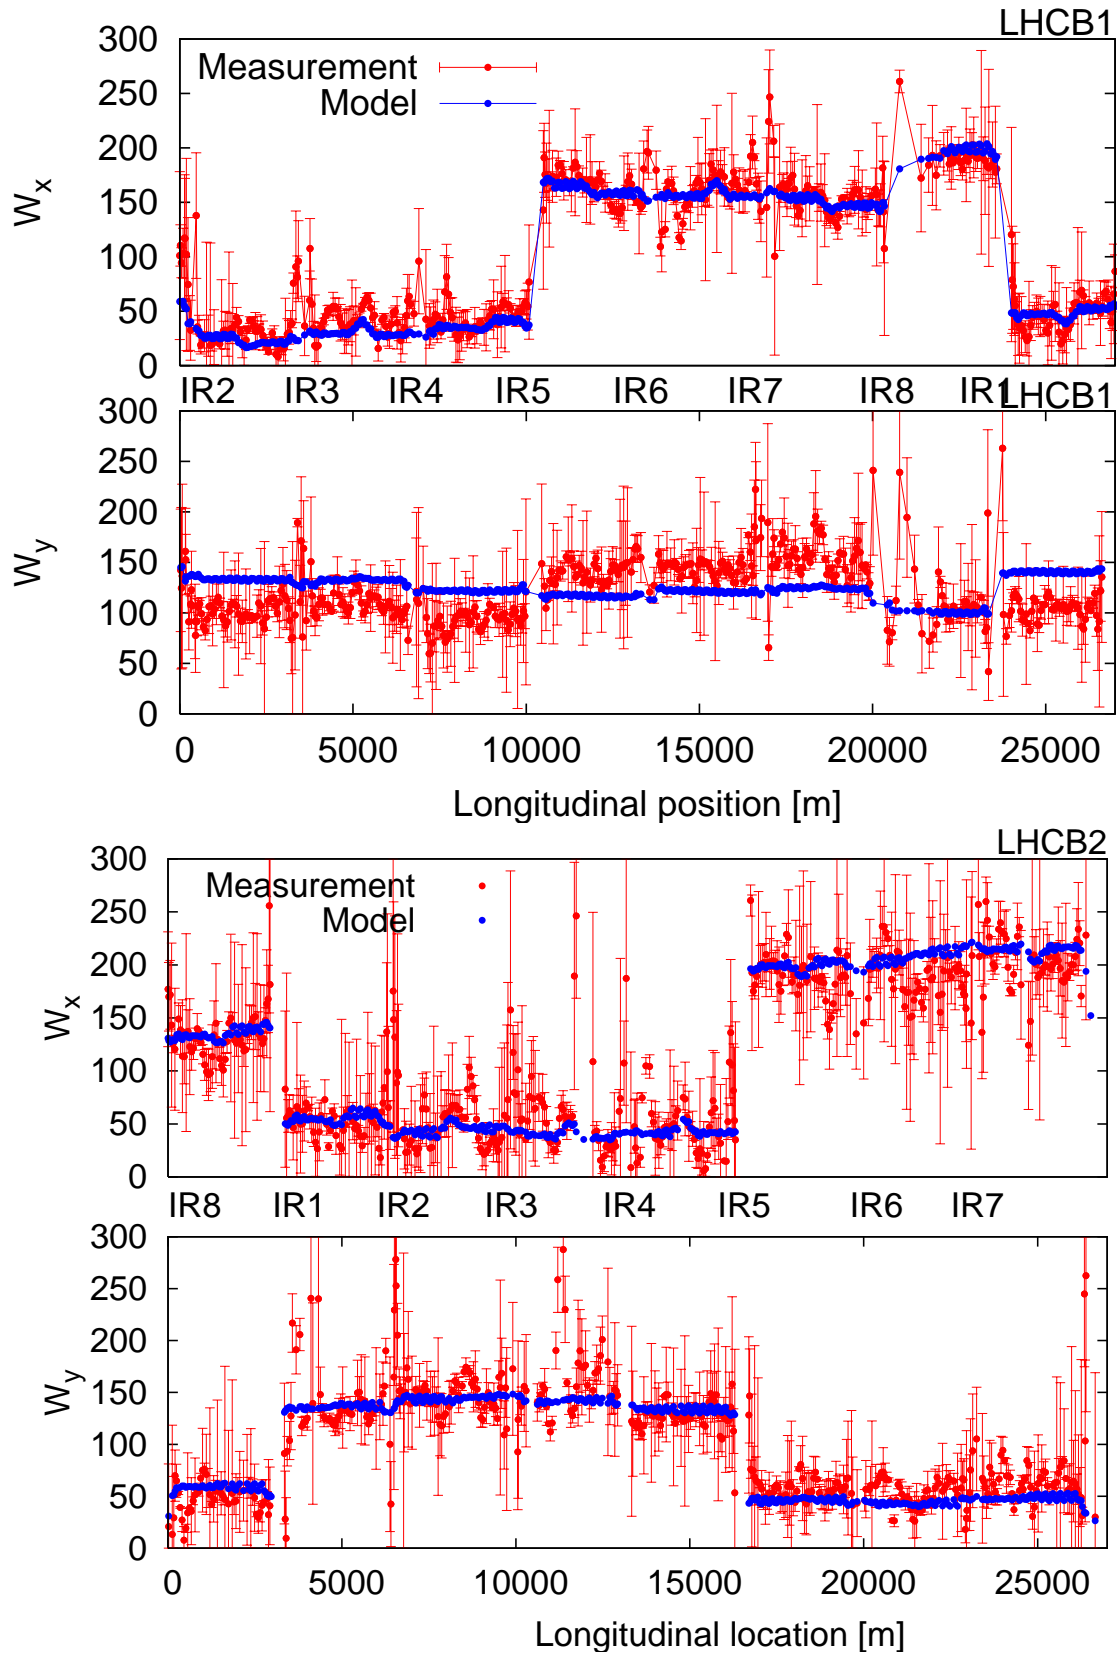 LHCB1
300
250
200
150
100
50
0
W_x
Measurement
Model
IR2 IR3 IR4 IR5 IR6 IR7 IR8 IR1
LHCB1
300
250
200
150
100
50
0
W_y
0 5000 10000 15000 20000 25000
Longitudinal position [m]
LHCB2
300
250
200
150
100
50
0
W_x
Measurement
Model
IR8 IR1 IR2 IR3 IR4 IR5 IR6 IR7
300
250
200
150
100
50
0
W_y
0 5000 10000 15000 20000 25000
Longitudinal location [m]